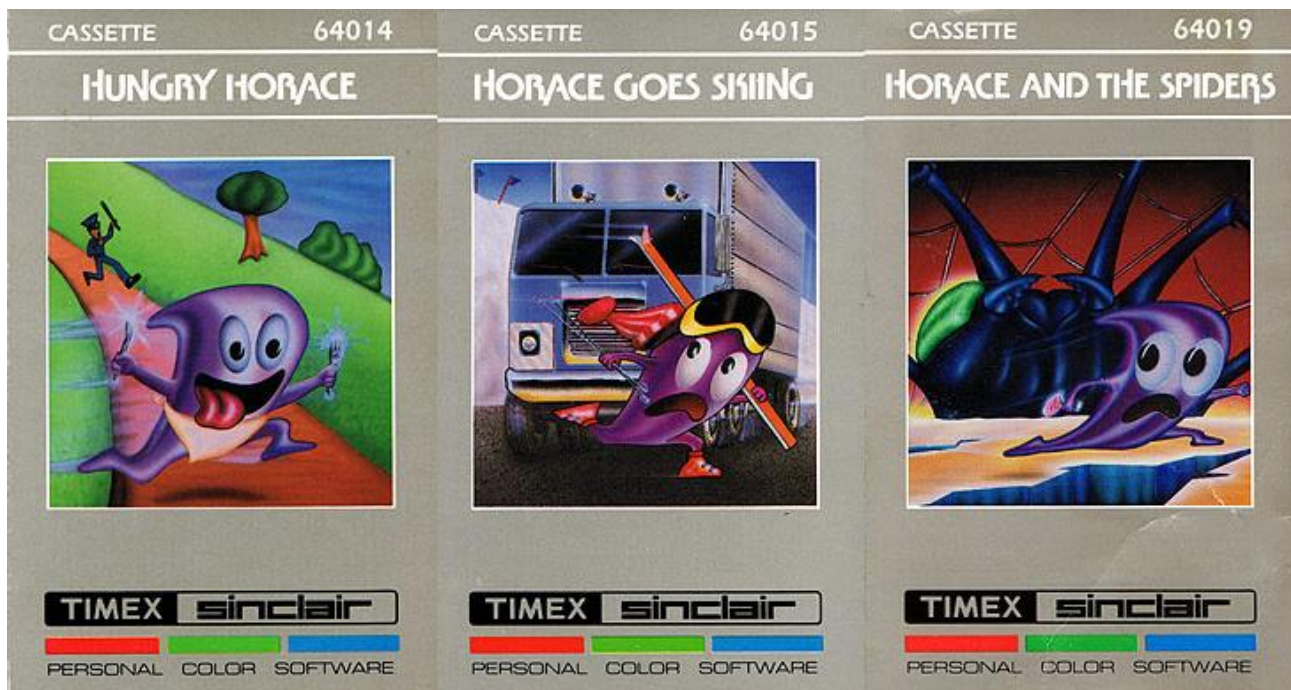 CASSETTE 64014
HUNGRY HORACE
TIMEX sinclair
PERSONAL COLOR SOFTWARE
CASSETTE 64015
HORACE GOES SKIING
TIMEX sinclair
PERSONAL COLOR SOFTWARE
CASSETTE 64019
HORACE AND THE SPIDERS
TIMEX sinclair
PERSONAL COLOR SOFTWARE